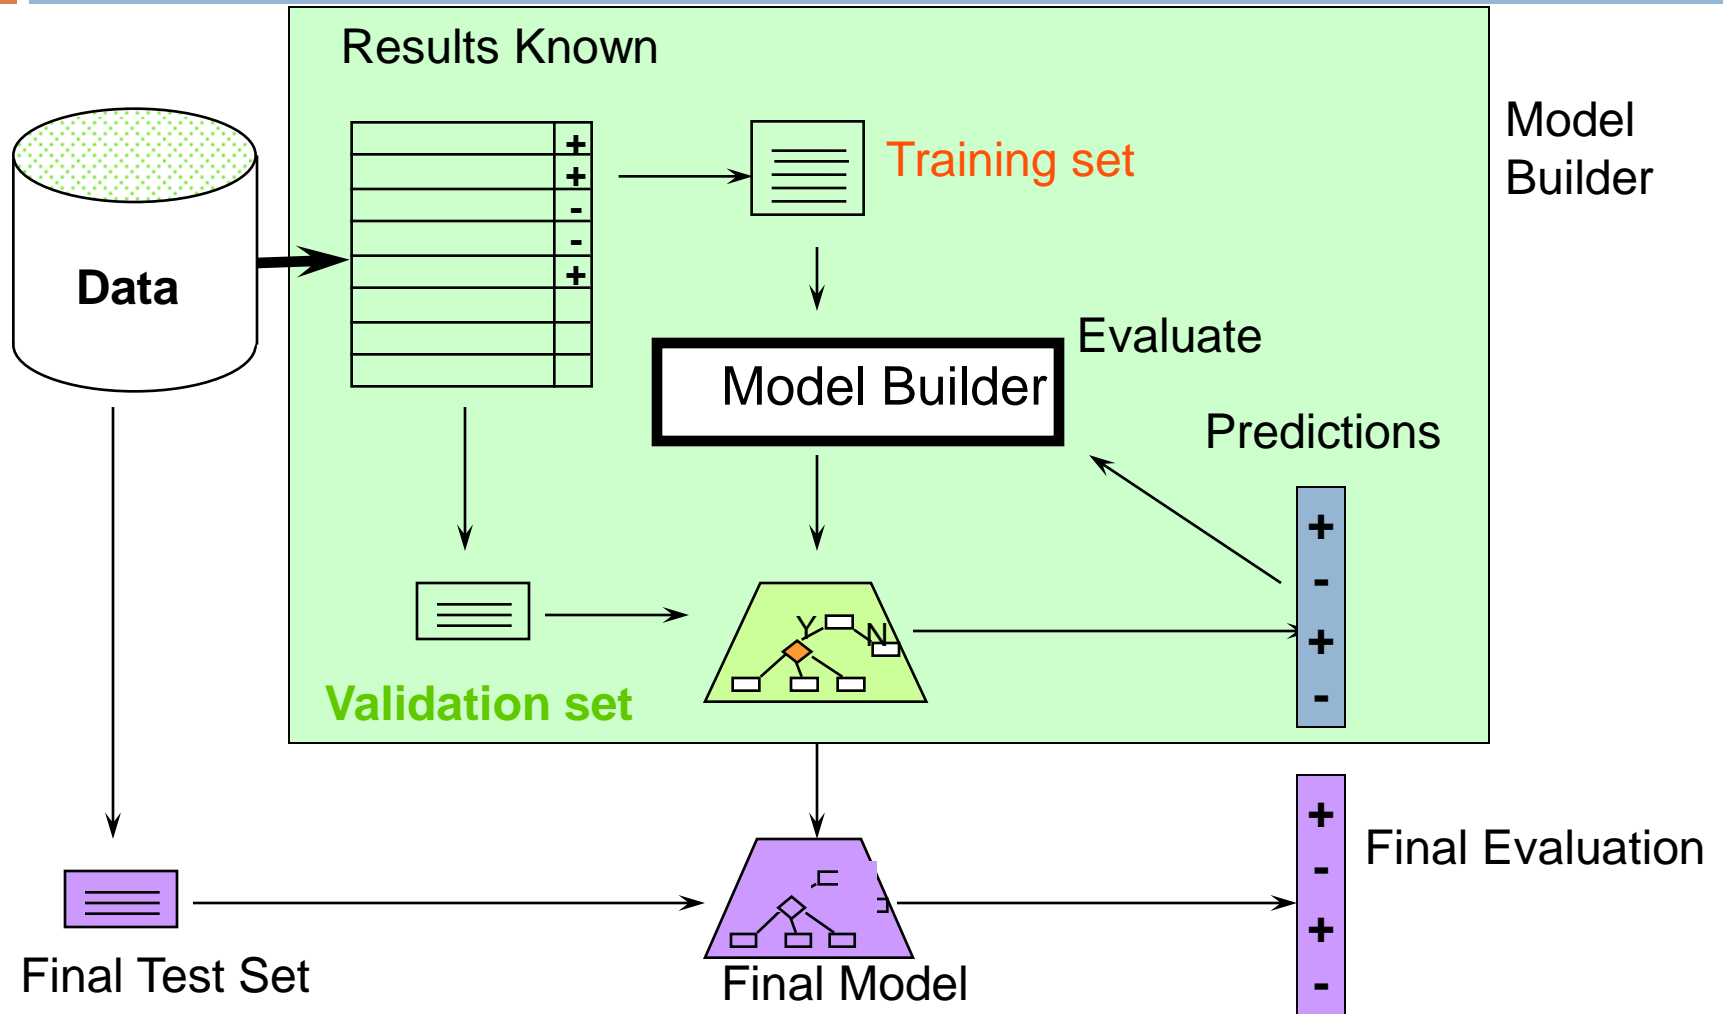 Results Known
Model
Builder
+
+
-
-
+
Training set
Data
Evaluate
Model Builder
Predictions
+
-
+
-
Y
N
Validation set
+
-
+
-
Final Evaluation
Final Test Set
Final Model